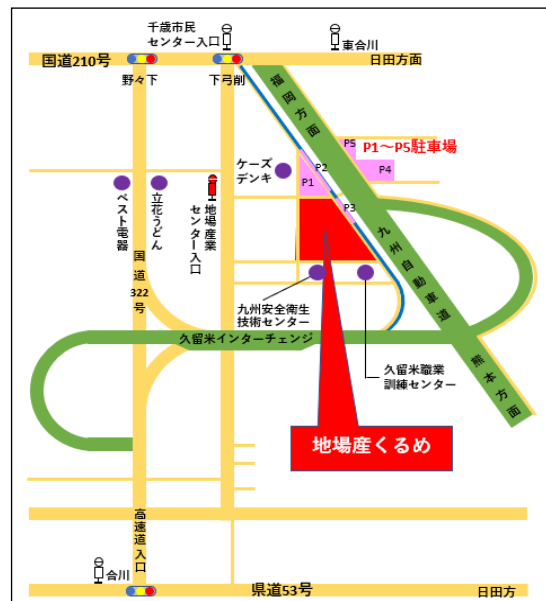 千歳市民
センター入口
東合川
国道210号
日田方面
野々下
下弓削
福岡方面
P5
P1～P5駐車場
ケーズ
デンキ
P2
P4
P1
P3
ベスト電器
立花うどん
地場産業
センター入口
九州自動車道
国道322号
九州安全衛生
技術センター
久留米インターチェンジ
久留米職業
訓練センター
熊本方面
地場産くるめ
高速道入口
合川
県道53号
日田方